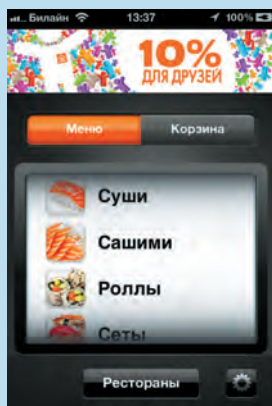 ...Билайн 13:37 100%
10%
ДЛЯ ДРУЗЕЙ
Меню Корзина
Суши
Сашими
Роллы
Сеты
Рестораны